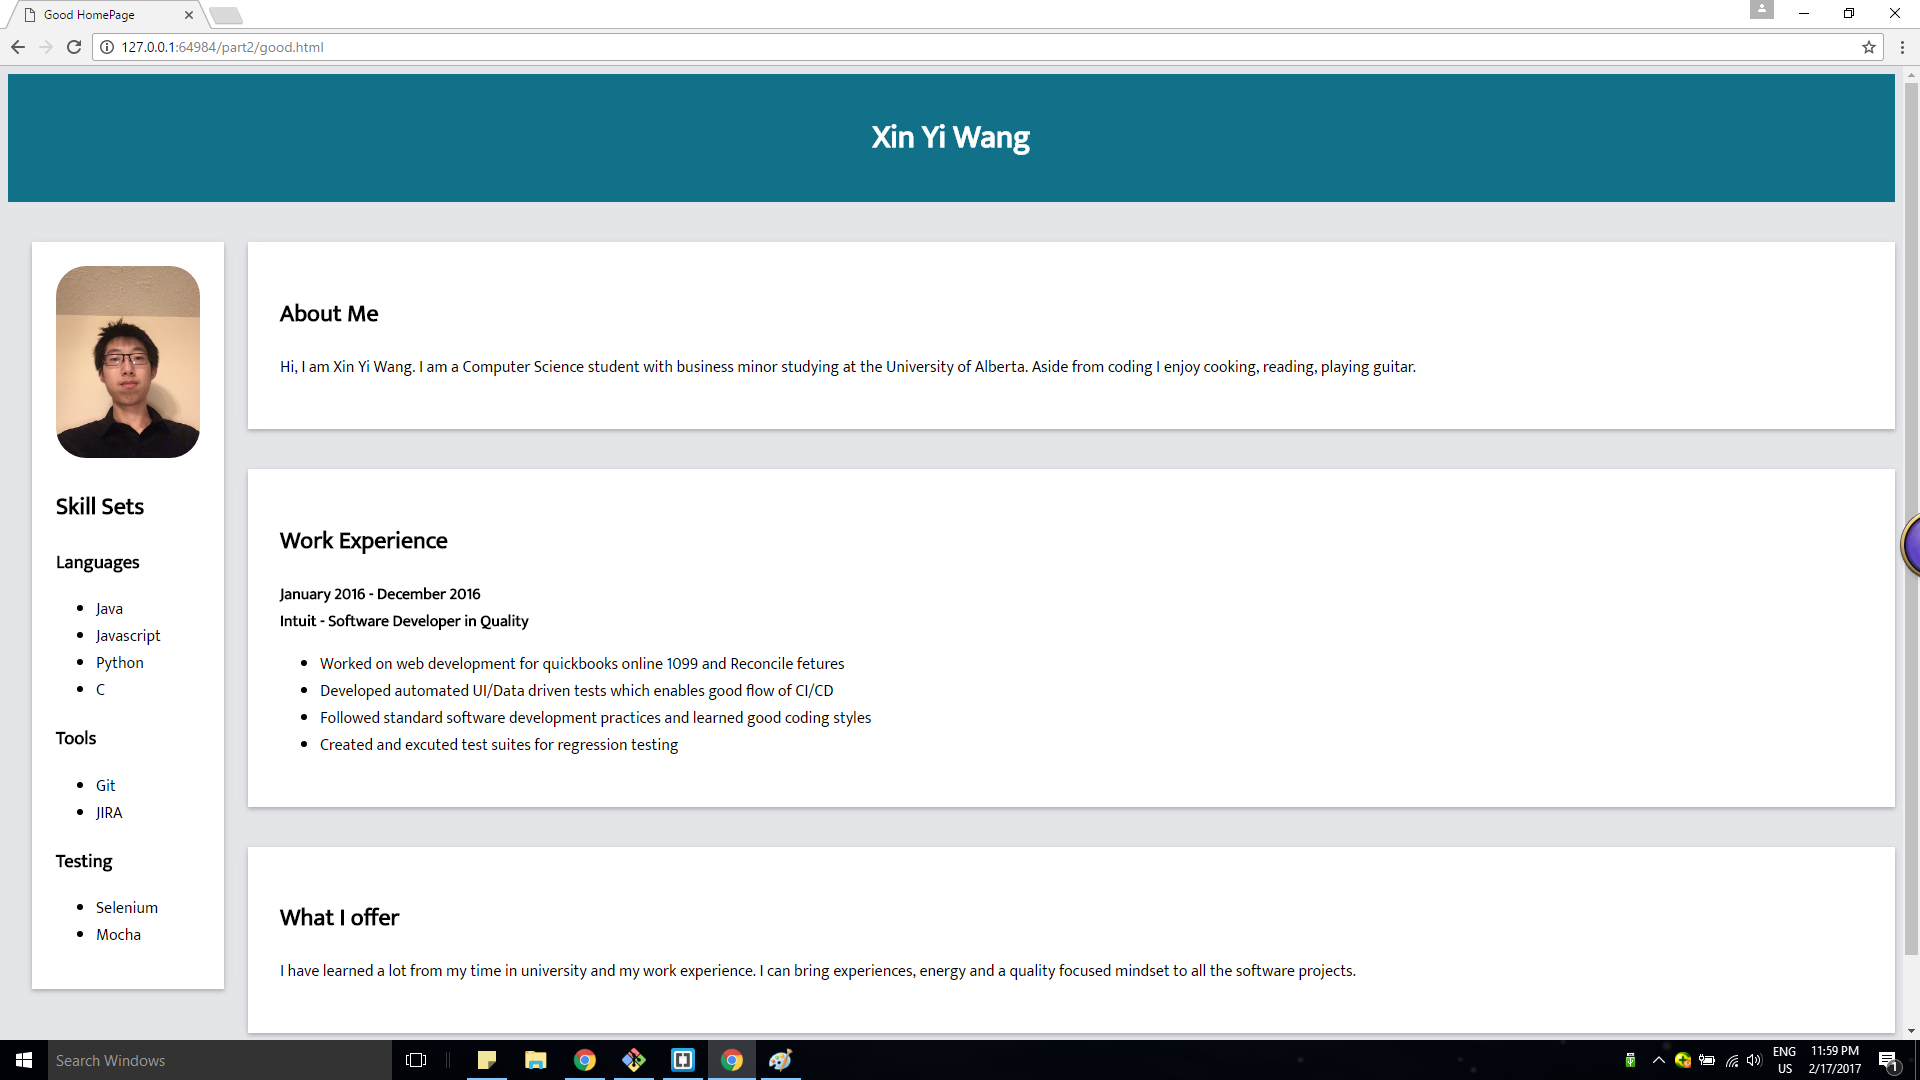 Good HomePage
127.0.0.1:64984/part2/good.html
Xin Yi Wang
Skill Sets
Languages
Java
Javascript
Python
C
Tools
Git
JIRA
Testing
Selenium
Mocha
About Me
Hi, I am Xin Yi Wang. I am a Computer Science student with business minor studying at the University of Alberta. Aside from coding I enjoy cooking, reading, playing guitar.
Work Experience
January 2016 - December 2016
Intuit - Software Developer in Quality
Worked on web development for quickbooks online 1099 and Reconcile fetures
Developed automated UI/Data driven tests which enables good flow of CI/CD
Followed standard software development practices and learned good coding styles
Created and excuted test suites for regression testing
What I offer
I have learned a lot from my time in university and my work experience. I can bring experiences, energy and a quality focused mindset to all the software projects.
Search Windows
ENG
US
11:59 PM
2/17/2017
1